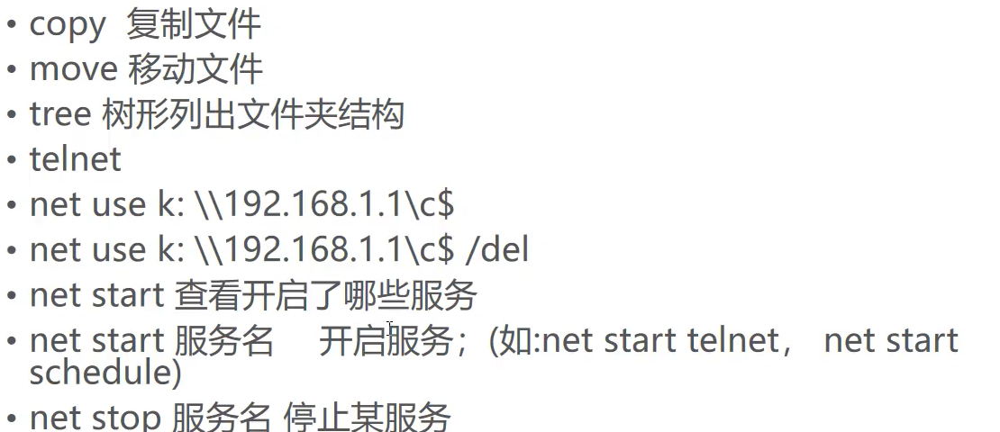 • copy  复制文件
• move 移动文件
• tree 树形列出文件夹结构
• telnet
• net use k: \\192.168.1.1\c$
• net use k: \\192.168.1.1\c$ /del
• net start 查看开启了哪些服务
• net start 服务名    开启服务；(如:net start telnet， net start
schedule)
• net stop 服务名 停止某服务